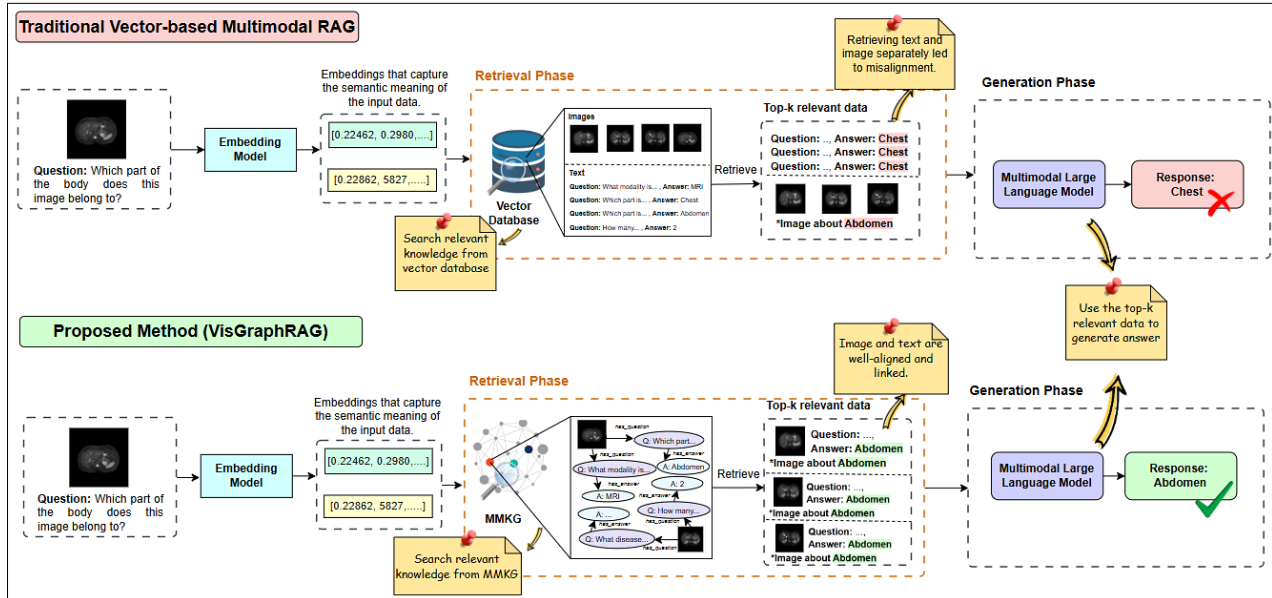 Traditional Vector-based Multimodal RAG
Question: Which part of
the body does this
image belong to?
Embedding
Model
Embeddings that capture
the semantic meaning of
the input data.
[0.22462, 0.2980,....]
[0.22862, 5827,.....]
Retrieval Phase
Vector
Database
Search relevant
knowledge from
vector database
Images
Text
Question: What modality is... , Answer: MRI
Question: Which part is... , Answer: Chest
Question: Which part is... , Answer: Abdomen
Question: How many... , Answer: 2
Retrieve
Retrieving text and
image separately led
to misalignment.
Top-k relevant data
Question: .., Answer: Chest
Question: .., Answer: Chest
Question: .., Answer: Chest
*Image about Abdomen
Generation Phase
Multimodal Large
Language Model
Response:
Chest
Use the top-k
relevant data to
generate answer
Proposed Method (VisGraphRAG)
Question: Which part of
the body does this
image belong to?
Embedding
Model
Embeddings that capture
the semantic meaning of
the input data.
[0.22462, 0.2980,....]
[0.22862, 5827,.....]
Retrieval Phase
MMKG
Search relevant
knowledge from MMKG
has_question
Q: Which part...
has_question
has_answer
Q: What modality is...
A: Abdomen
has_answer
A: 2
A: MRI
has_answer
A: ...
Q: How many...
has_answer
has_question
Q: What disease...
has_question
Retrieve
Image and text are
well-aligned and
linked.
Top-k relevant data
Question: ...,
Answer: Abdomen
*Image about Abdomen
Question: ...,
Answer: Abdomen
*Image about Abdomen
Question: ...,
Answer: Abdomen
*Image about Abdomen
Generation Phase
Multimodal Large
Language Model
Response:
Abdomen